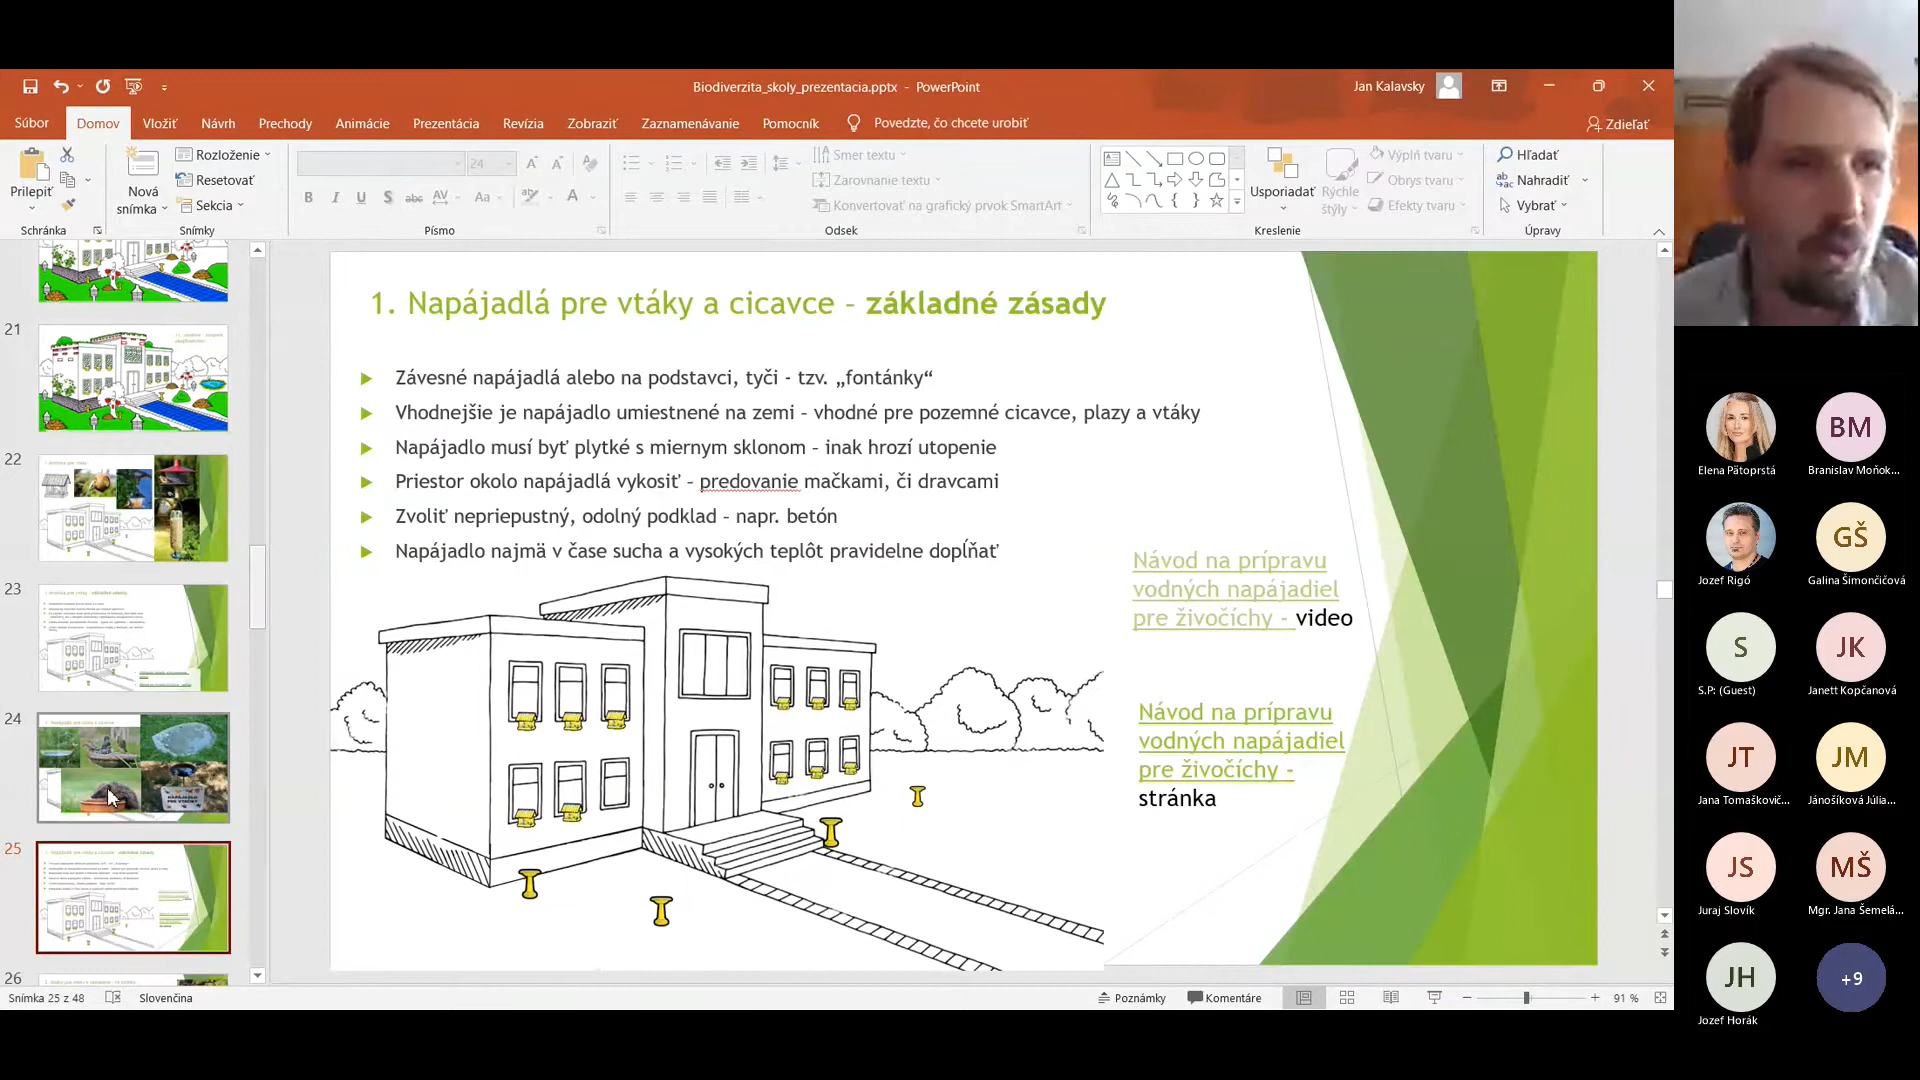 Biodiverzita_skoly_prezentacia.pptx - PowerPoint
Jan Kalavsky
Súbor
Domov
Vložiť
Návrh
Prechody
Animácie
Prezentácia
Revízia
Zobraziť
Zaznamenávanie
Pomocník
Povedzte, čo chcete urobiť
Zdieľať
Prilepiť
Schránka
Nová
snímka
Rozloženie
Resetovať
Sekcia
Snímky
24
Písmo
Smer textu
Zarovnanie textu
Konvertovať na grafický prvok SmartArt
Odsek
Usporiadať
Rýchle
štýly
Výplň tvaru
Obrys tvaru
Efekty tvaru
Kreslenie
Hľadať
Nahradiť
Vybrať
Úpravy
21
22
23
24
25
26
1. Napájadlá pre vtáky a cicavce – základné zásady
Závesné napájadlá alebo na podstavci, tyči - tzv. „fontánky“
Vhodnejšie je napájadlo umiestnené na zemi – vhodné pre pozemné cicavce, plazy a vtáky
Napájadlo musí byť plytké s miernym sklonom – inak hrozí utopenie
Priestor okolo napájadlá vykosiť – predovanie mačkami, či dravcami
Zvoliť nepriepustný, odolný podklad – napr. betón
Napájadlo najmä v čase sucha a vysokých teplôt pravidelne dopĺňať
Návod na prípravu
vodných napájadiel
pre živočíchy - video
Návod na prípravu
vodných napájadiel
pre živočíchy -
stránka
Snímka 25 z 48
Slovenčina
Poznámky
Komentáre
91 %
Elena Pätoprstá
BM
Branislav Moňok...
Jozef Rigó
GŠ
Galina Šimončičová
S
S.P: (Guest)
JK
Janett Kopčanová
JT
Jana Tomaškovič...
JM
Jánošíková Júlia...
JS
Juraj Slovík
MŠ
Mgr. Jana Šemelá...
JH
Jozef Horák
+9